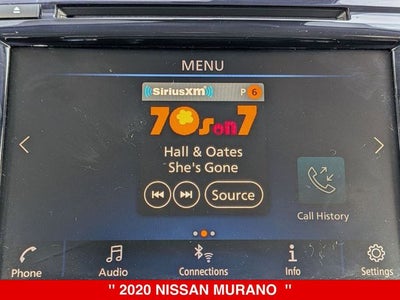 MENU
SiriusXM P 6
70s on 7
Hall & Oates
She's Gone
Source
Call History
Phone Audio Connections Info Settings
" 2020 NISSAN MURANO "